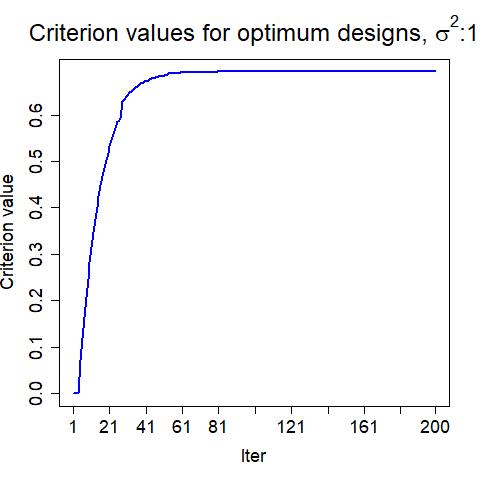 Criterion values for optimum designs, σ²:1
Criterion value
0.0 0.1 0.2 0.3 0.4 0.5 0.6
1 21 41 61 81 121 161 200
Iter